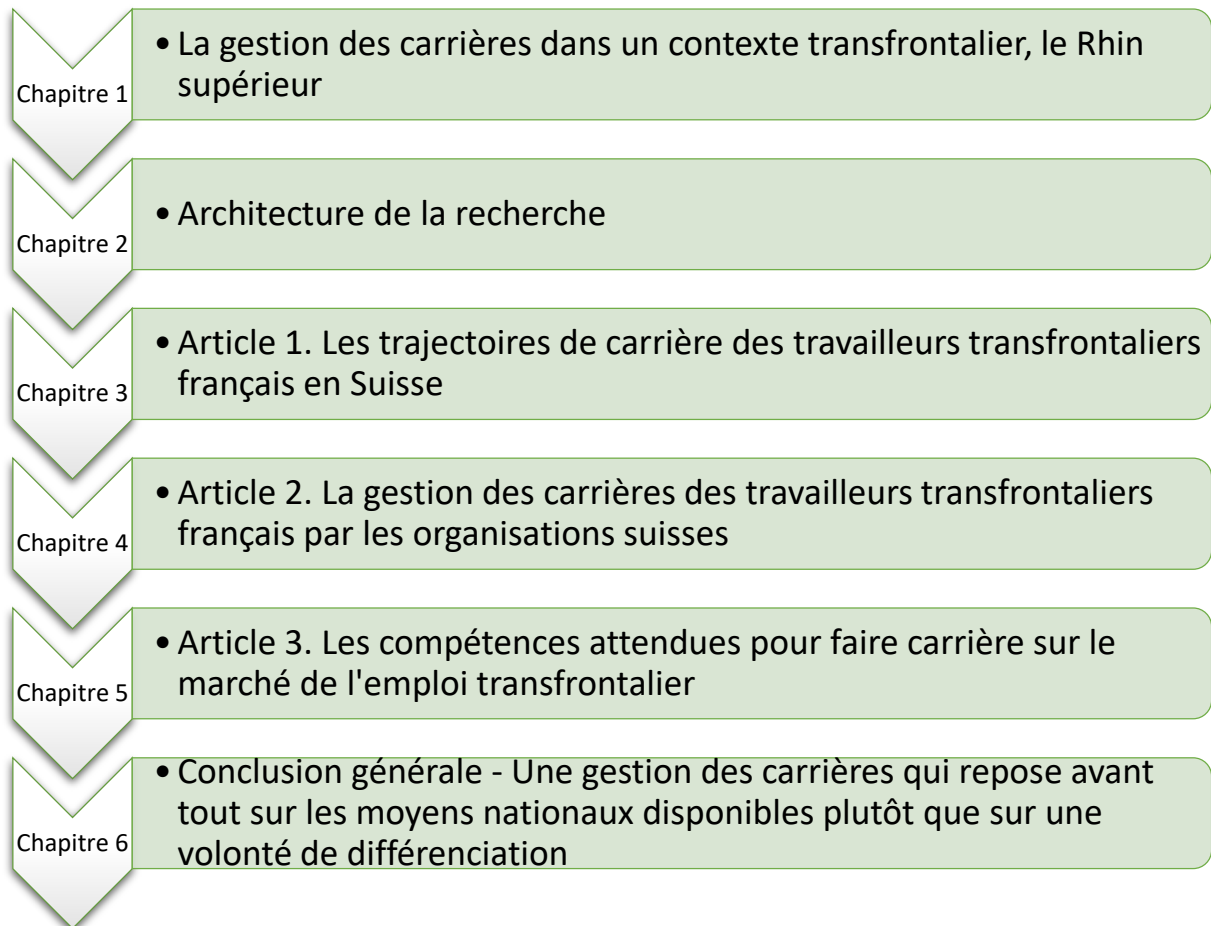 Chapitre 1
• La gestion des carrières dans un contexte transfrontalier, le Rhin
supérieur
Chapitre 2
• Architecture de la recherche
Chapitre 3
• Article 1. Les trajectoires de carrière des travailleurs transfrontaliers
français en Suisse
Chapitre 4
• Article 2. La gestion des carrières des travailleurs transfrontaliers
français par les organisations suisses
Chapitre 5
• Article 3. Les compétences attendues pour faire carrière sur le
marché de l'emploi transfrontalier
Chapitre 6
• Conclusion générale - Une gestion des carrières qui repose avant
tout sur les moyens nationaux disponibles plutôt que sur une
volonté de différenciation